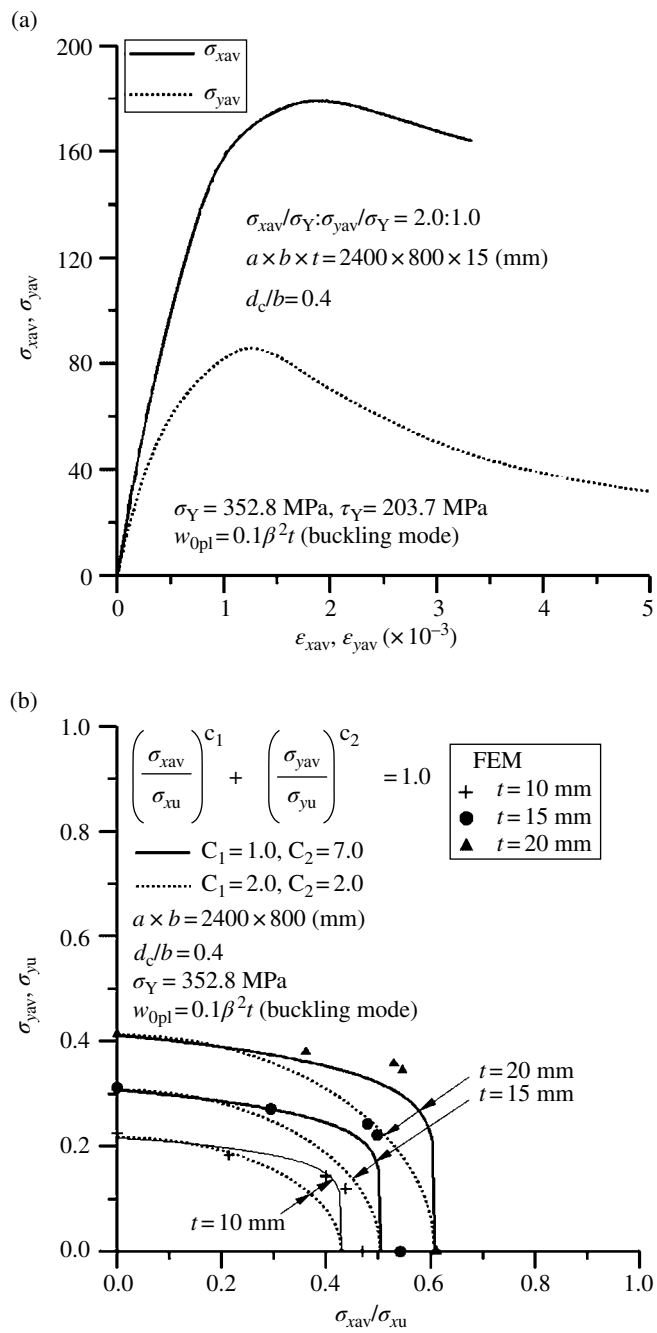 (a)
200
160
120
80
40
0
σxav, σyav
σxav
σyav
σxav/σY:σyav/σY = 2.0:1.0
a × b × t = 2400 × 800 × 15 (mm)
dc/b = 0.4
σY = 352.8 MPa, τY = 203.7 MPa
w0pl = 0.1β²t (buckling mode)
0 1 2 3 4 5
εxav, εyav (×10⁻³)
(b)
1.0
0.8
0.6
0.4
0.2
0.0
σyav, σyu
(σxav/σxu)^c1 + (σyav/σyu)^c2 = 1.0
C1 = 1.0, C2 = 7.0
C1 = 2.0, C2 = 2.0
a × b = 2400 × 800 (mm)
dc/b = 0.4
σY = 352.8 MPa
w0pl = 0.1β²t (buckling mode)
FEM
t = 10 mm
t = 15 mm
t = 20 mm
t = 20 mm
t = 15 mm
t = 10 mm
0.0 0.2 0.4 0.6 0.8 1.0
σxav/σxu